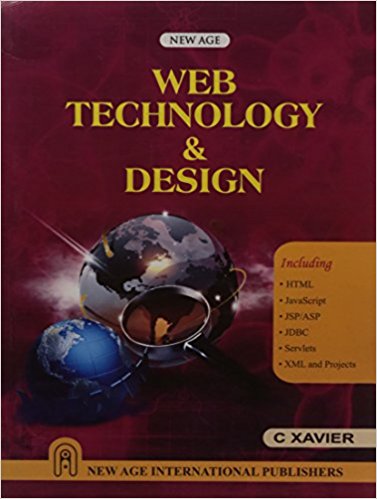 NEW AGE
WEB
TECHNOLOGY
&
DESIGN
Including
• HTML
• JavaScript
• JSP/ASP
• JDBC
• Servlets
• XML and Projects
C XAVIER
NEW AGE INTERNATIONAL PUBLISHERS